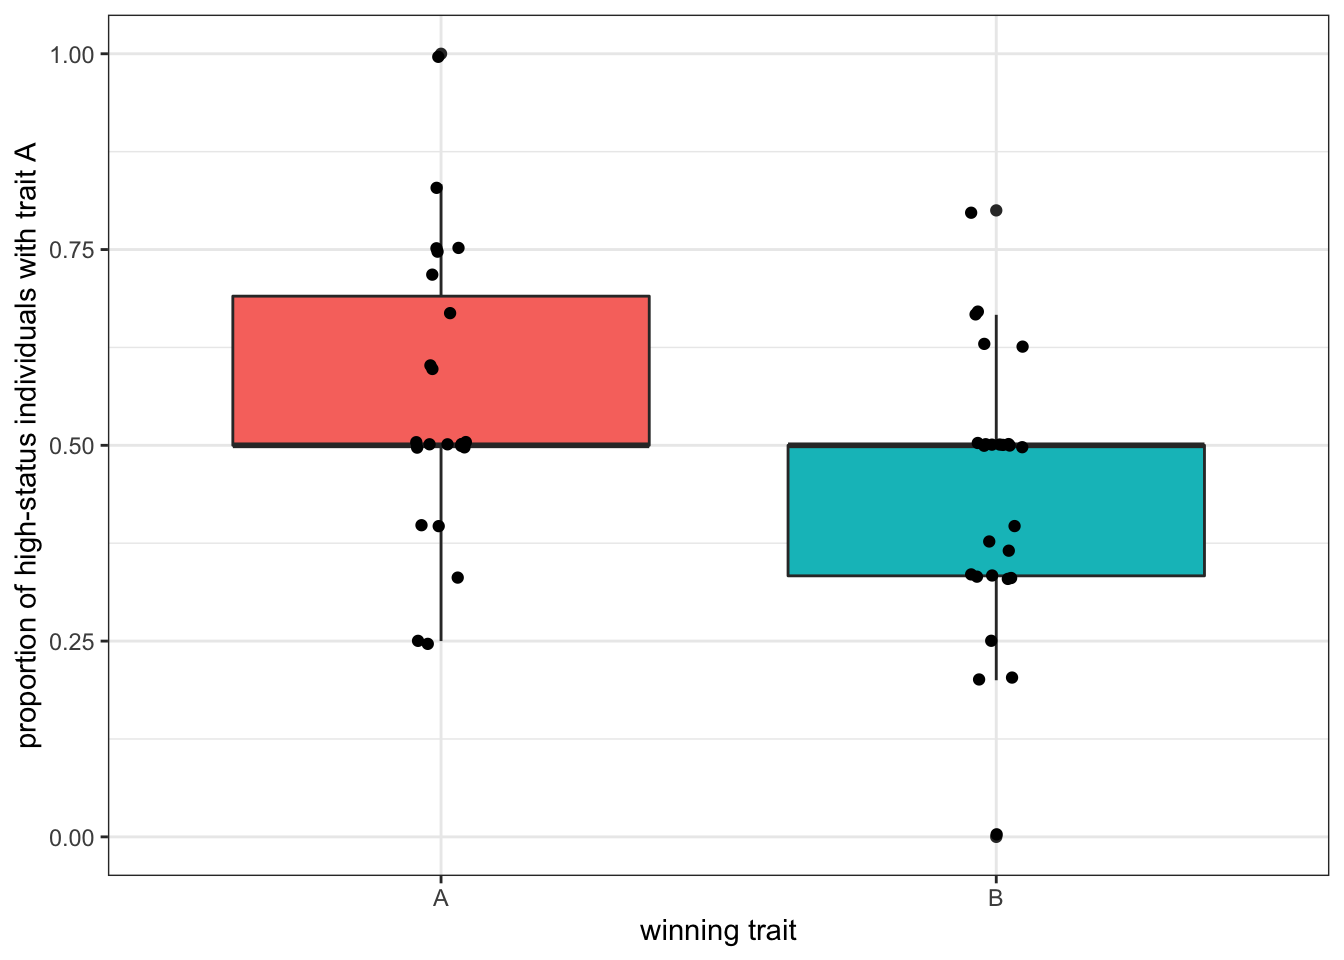 proportion of high-status individuals with trait A
1.00
0.75
0.50
0.25
0.00
A
B
winning trait